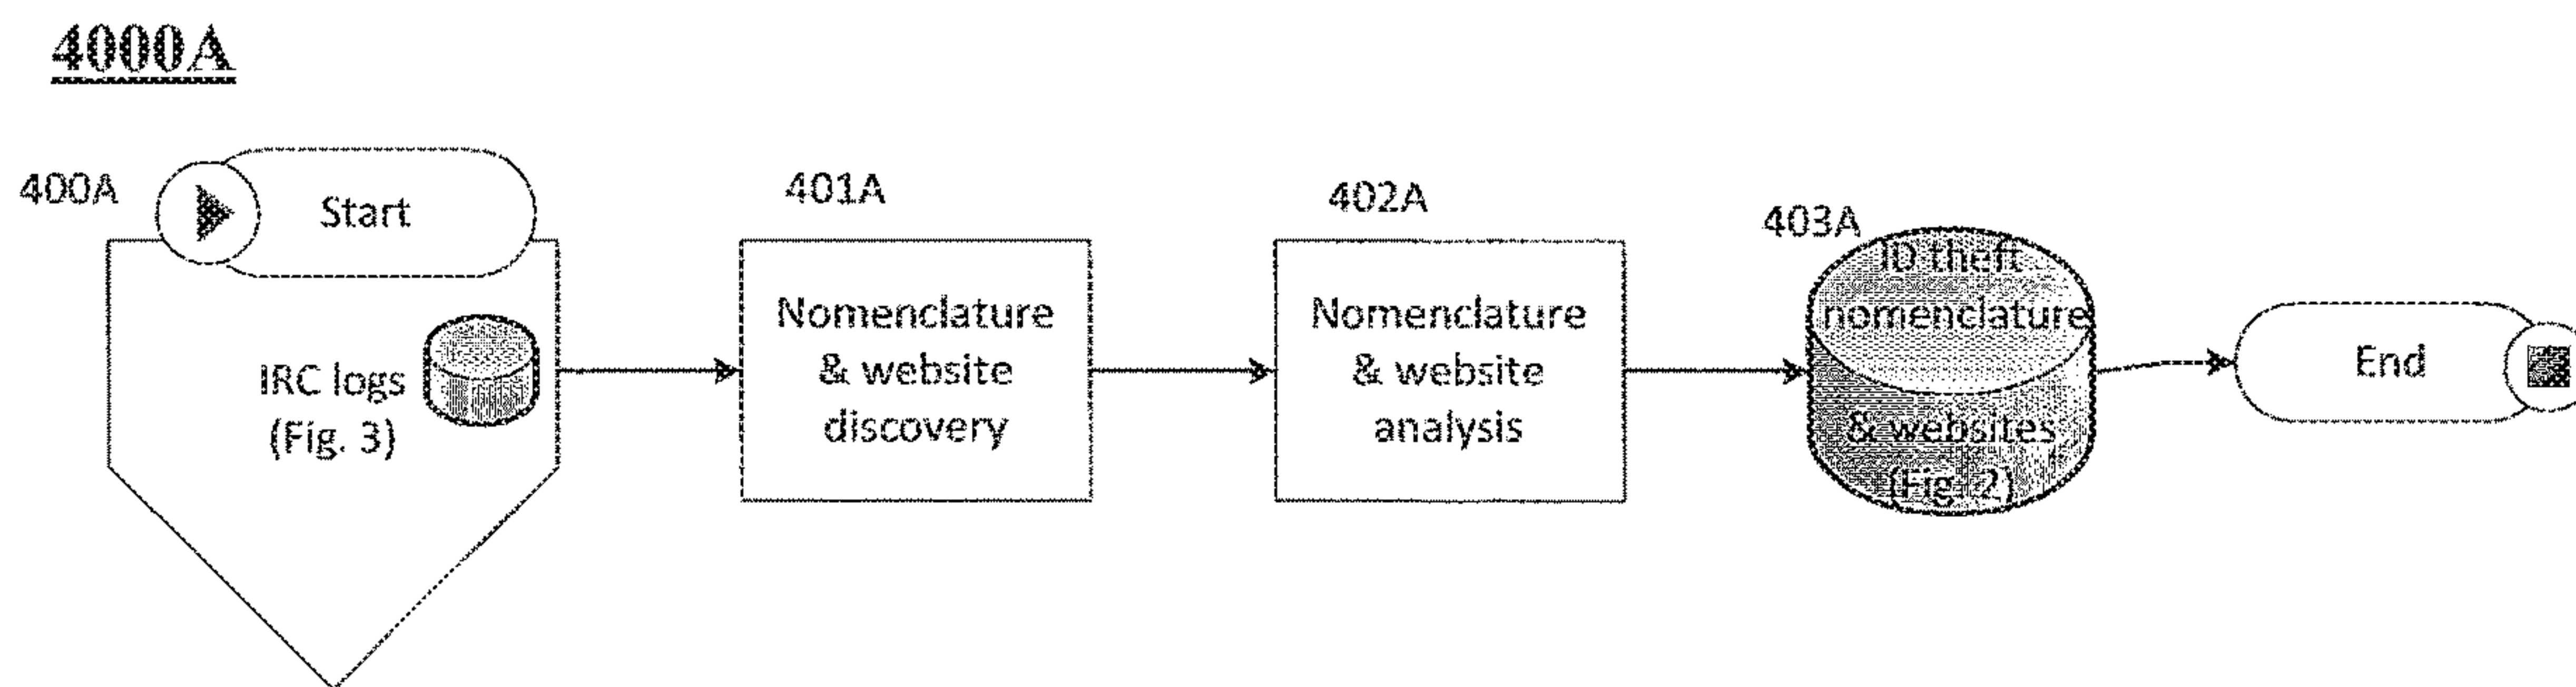 4000A
400A
Start
IRC logs
(Fig. 3)
401A
Nomenclature
& website
discovery
402A
Nomenclature
& website
analysis
403A
ID theft
nomenclature
& websites
(Fig. 2)
End